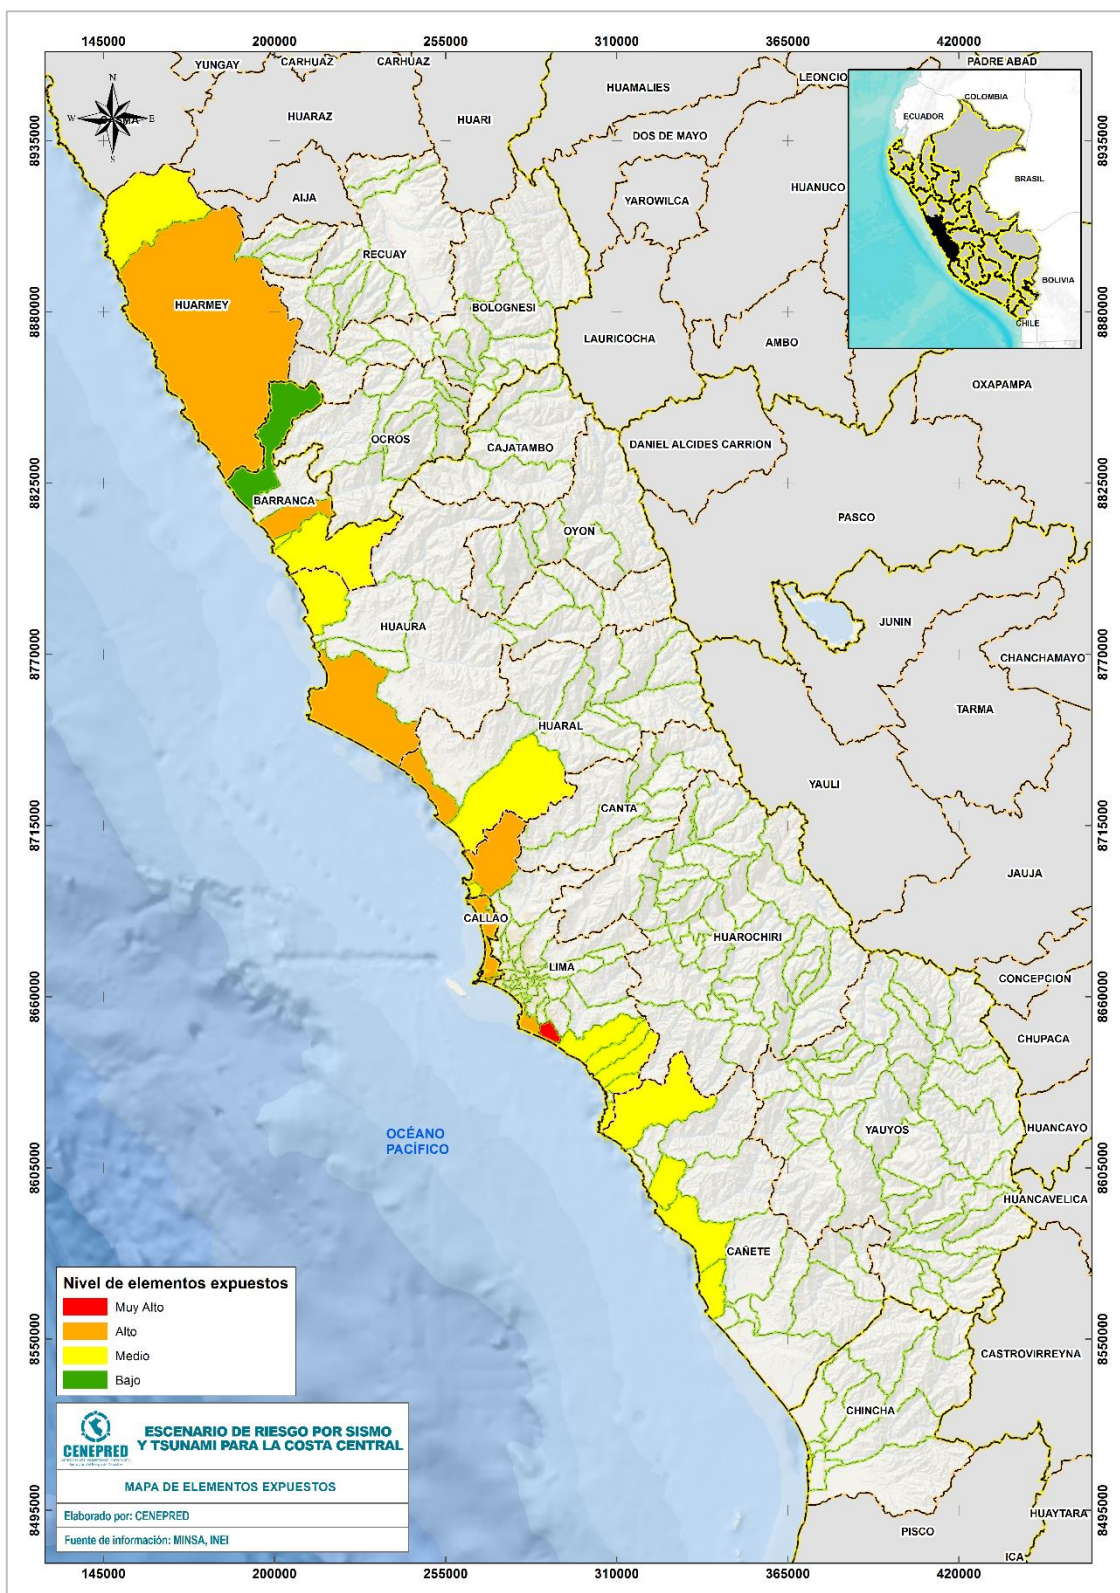 145000 200000 255000 310000 365000 420000
YUNGAY
CARHUAZ
CARHUAZ
HUAMALIES
LEONCIO
PADRE ABAD
HUARAZ
HUARI
DOS DE MAYO
HUANUCO
YAROWILCA
AIJA
RECUAY
BOLOGNESI
LAURICOCHA
AMBO
OXAPAMPA
HUARMEY
OCROS
CAJATAMBO
DANIEL ALCIDES CARRION
BARRANCA
PASCO
OYON
HUAURA
JUNIN
CHANCHAMAYO
TARMA
HUARAL
YAULI
CANTA
JAUJA
CALLAO
LIMA
HUAROCHIRI
CONCEPCION
CHUPACA
YAUYOS
HUANCAYO
HUANCAVELICA
CAÑETE
CASTROVIRREYNA
CHINCHA
PISCO
HUAYTARA
ICA
N
W
E
S
COLOMBIA
ECUADOR
BRASIL
BOLIVIA
CHILE
OCÉANO
PACÍFICO
8935000
8880000
8825000
8770000
8715000
8660000
8605000
8550000
8495000
8935000
8880000
8825000
8770000
8715000
8660000
8605000
8550000
8495000
Nivel de elementos expuestos
Muy Alto
Alto
Medio
Bajo
CENEPRED
ESCENARIO DE RIESGO POR SISMO
Y TSUNAMI PARA LA COSTA CENTRAL
MAPA DE ELEMENTOS EXPUESTOS
Elaborado por: CENEPRED
Fuente de información: MINSA, INEI
145000 200000 255000 310000 365000 420000